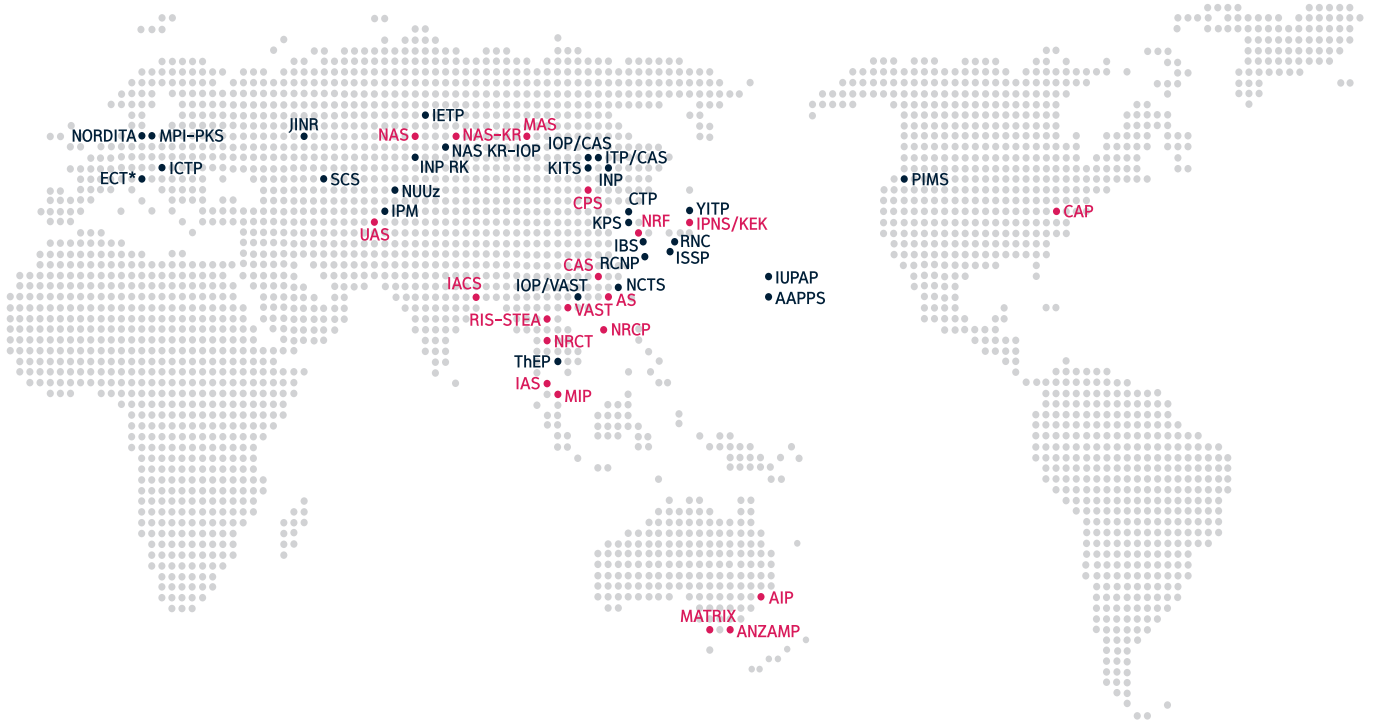 IETP
JINR
MAS
NORDITA
MPI-PKS
NAS
NAS-KR
IOP/CAS
NAS KR-IOP
ITP/CAS
ICTP
INP RK
KITS
ECT*
SCS
INP
PIMS
NUUz
CPS
CTP
IPM
YITP
CAP
UAS
KPS
NRF
IPNS/KEK
IBS
RNC
RCNP
ISSP
CAS
IUPAP
IACS
IOP/VAST
NCTS
AS
AAPPS
VAST
RIS-STEA
NRCP
NRCT
ThEP
IAS
MIP
AIP
MATRIX
ANZAMP